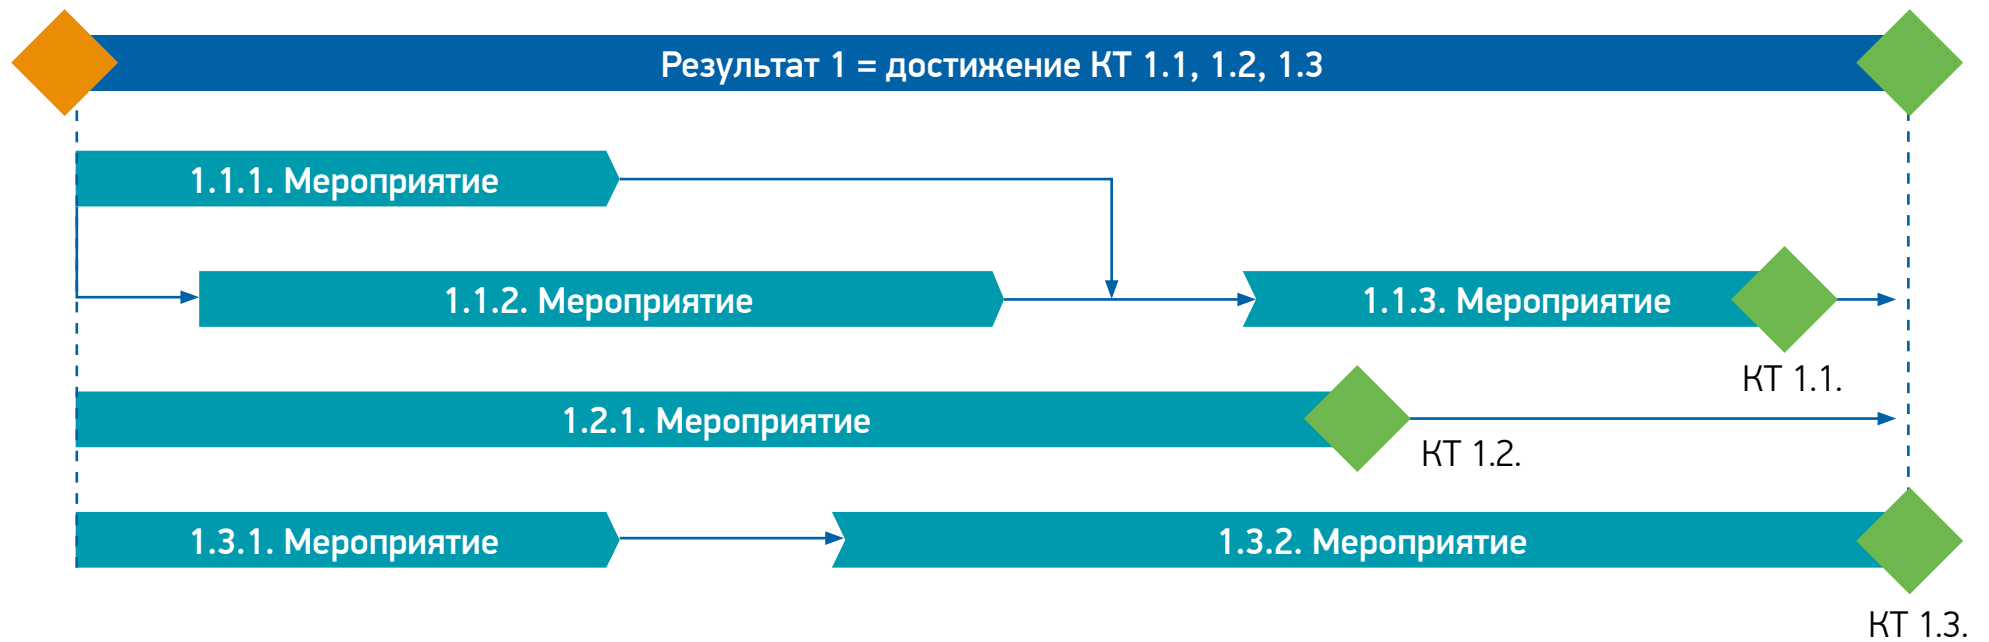 Результат 1 = достижение КТ 1.1, 1.2, 1.3
1.1.1. Мероприятие
1.1.2. Мероприятие
1.1.3. Мероприятие
КТ 1.1.
1.2.1. Мероприятие
КТ 1.2.
1.3.1. Мероприятие
1.3.2. Мероприятие
КТ 1.3.